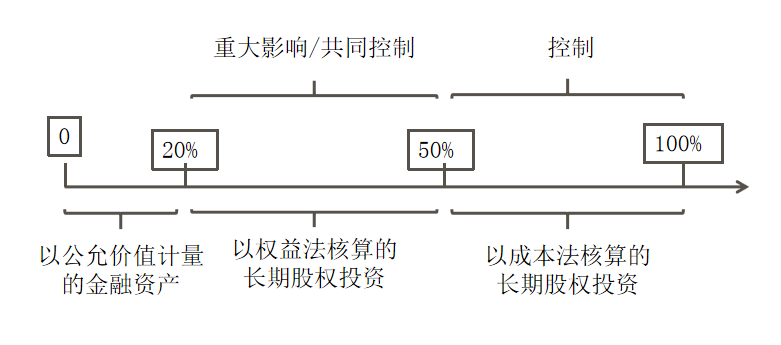 重大影响/共同控制
控制
0
20%
50%
100%
以公允价值计量
的金融资产
以权益法核算的
长期股权投资
以成本法核算的
长期股权投资